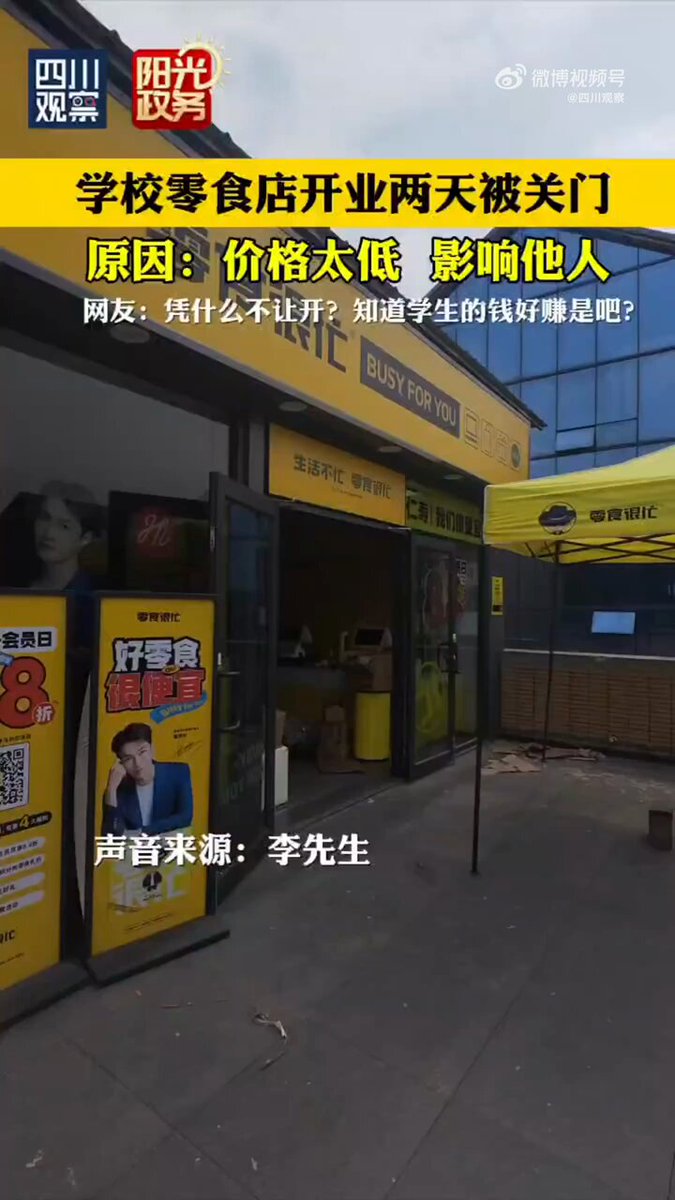 四川
观察
阳光
政务
微博视频号
@四川观察
学校零食店开业两天被关门
原因：价格太低 影响他人
网友：凭什么不让开？知道学生的钱好赚是吧？
零食很忙
BUSY FOR YOU
生活不忙 零食很忙
零食很忙
会员日
8折
零食很忙
好零食
很便宜
声音来源：李先生